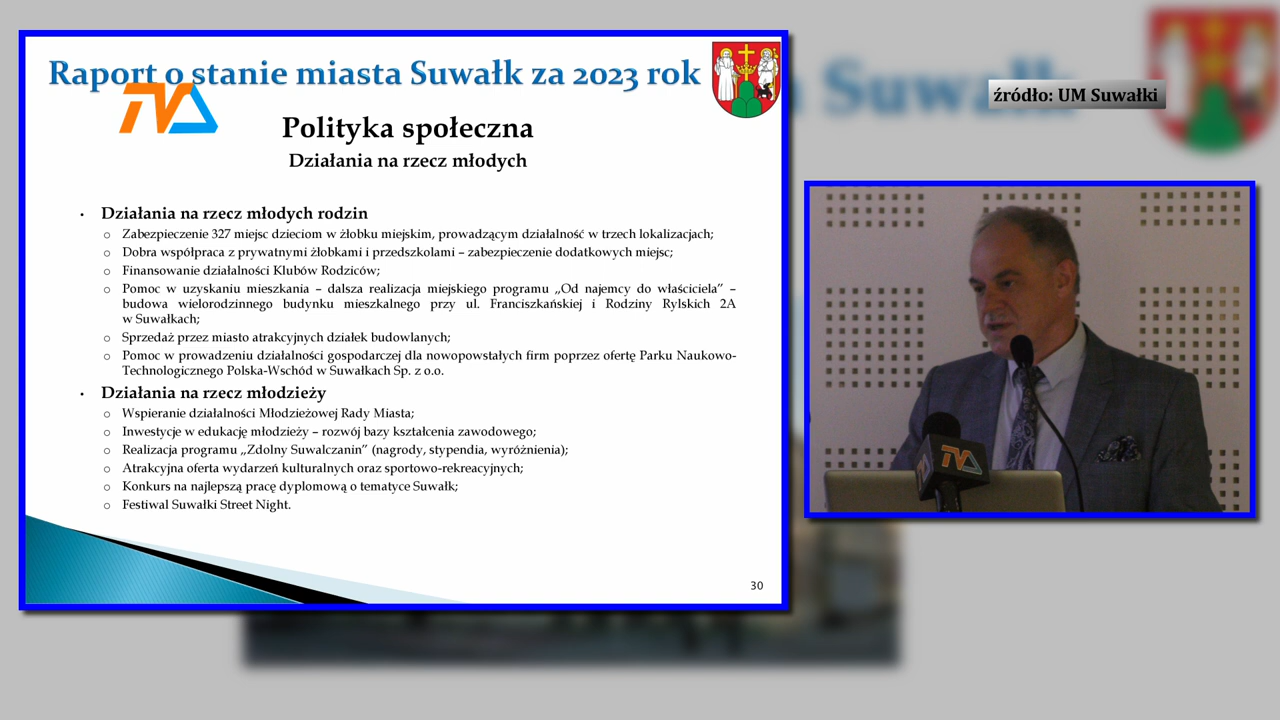 Raport o stanie miasta Suwałk za 2023 rok
TVA
Polityka społeczna
Działania na rzecz młodych
• Działania na rzecz młodych rodzin
o Zabezpieczenie 327 miejsc dzieciom w żłobku miejskim, prowadzącym działalność w trzech lokalizacjach;
o Dobra współpraca z prywatnymi żłobkami i przedszkolami – zabezpieczenie dodatkowych miejsc;
o Finansowanie działalności Klubów Rodziców;
o Pomoc w uzyskaniu mieszkania – dalsza realizacja miejskiego programu „Od najemcy do właściciela” –
budowa wielorodzinnego budynku mieszkalnego przy ul. Franciszkańskiej i Rodziny Rylskich 2A
w Suwałkach;
o Sprzedaż przez miasto atrakcyjnych działek budowlanych;
o Pomoc w prowadzeniu działalności gospodarczej dla nowopowstałych firm poprzez ofertę Parku Naukowo-
Technologicznego Polska-Wschód w Suwałkach Sp. z o.o.
• Działania na rzecz młodzieży
o Wspieranie działalności Młodzieżowej Rady Miasta;
o Inwestycje w edukację młodzieży – rozwój bazy kształcenia zawodowego;
o Realizacja programu „Zdolny Suwalczanin” (nagrody, stypendia, wyróżnienia);
o Atrakcyjna oferta wydarzeń kulturalnych oraz sportowo-rekreacyjnych;
o Konkurs na najlepszą pracę dyplomową o tematyce Suwałk;
o Festiwal Suwałki Street Night.
30
a Suwałk
źródło: UM Suwałki
TVA